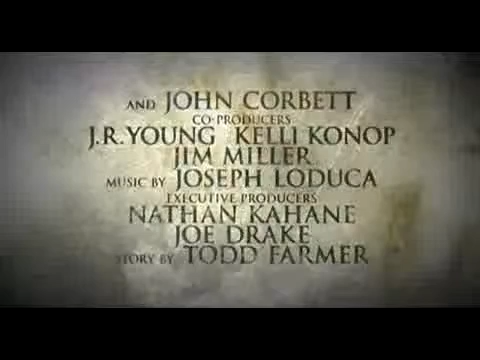 AND JOHN CORBETT
CO-PRODUCERS
J.R. YOUNG KELLI KONOP
JIM MILLER
MUSIC BY JOSEPH LODUCA
EXECUTIVE PRODUCERS
NATHAN KAHANE
JOE DRAKE
STORY BY TODD FARMER